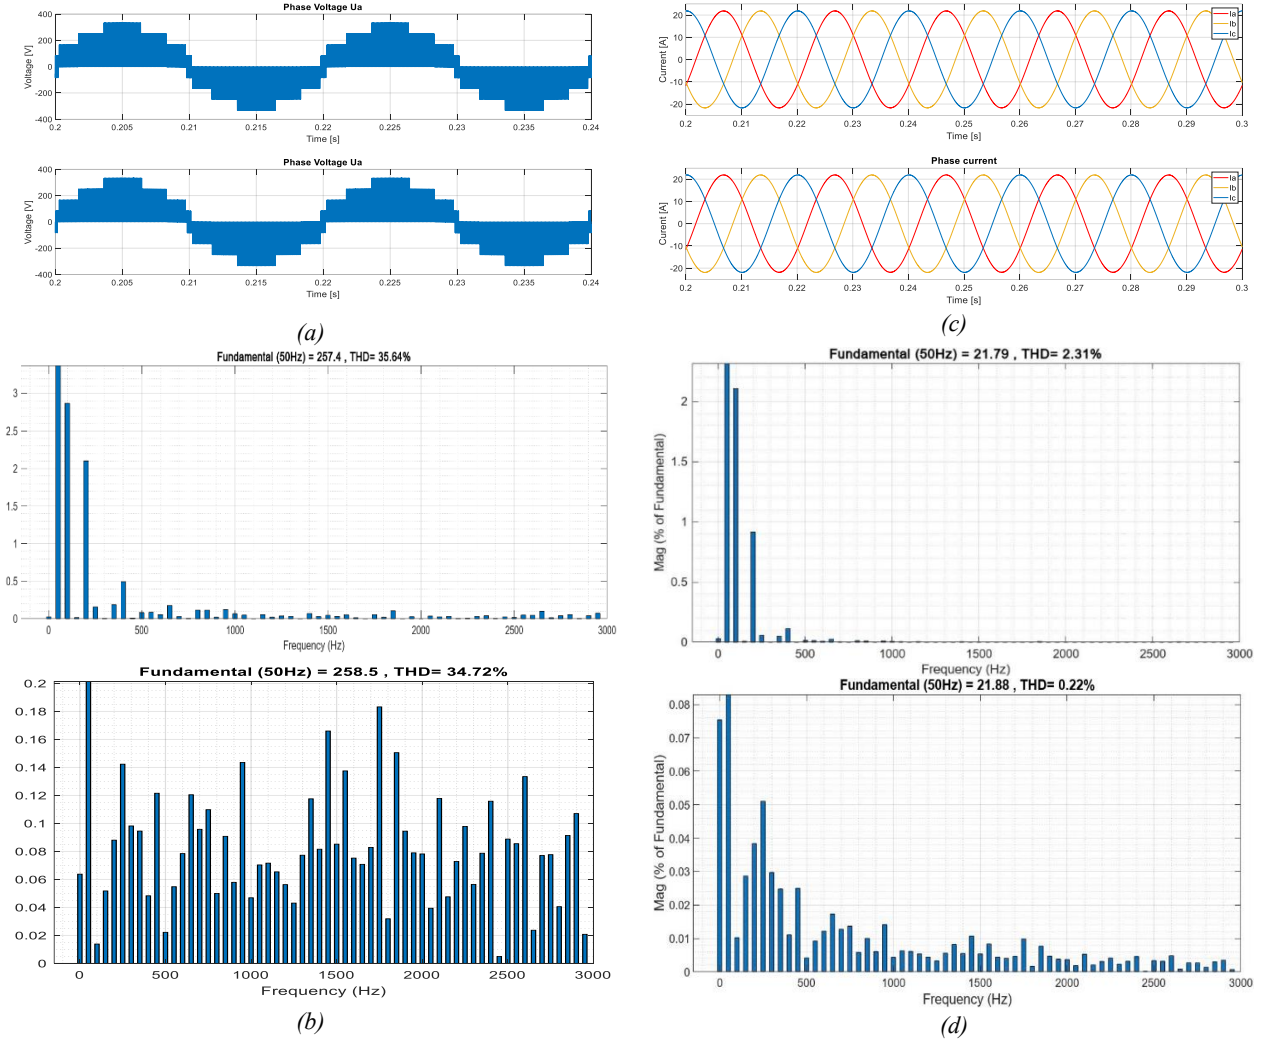 Phase Voltage Ua
400
200
0
-200
-400
Voltage [V]
0.2 0.205 0.21 0.215 0.22 0.225 0.23 0.235 0.24
Time [s]
Phase Voltage Ua
400
200
0
-200
-400
Voltage [V]
0.2 0.205 0.21 0.215 0.22 0.225 0.23 0.235 0.24
Time [s]
(a)
20
10
0
-10
-20
Current [A]
Ia
Ib
Ic
0.2 0.21 0.22 0.23 0.24 0.25 0.26 0.27 0.28 0.29 0.3
Time [s]
Phase current
20
10
0
-10
-20
Current [A]
Ia
Ib
Ic
0.2 0.21 0.22 0.23 0.24 0.25 0.26 0.27 0.28 0.29 0.3
Time [s]
(c)
Fundamental (50Hz) = 257.4 , THD= 35.64%
3
2.5
2
1.5
1
0.5
0
0 500 1000 1500 2000 2500 3000
Frequency (Hz)
Fundamental (50Hz) = 258.5 , THD= 34.72%
0.2
0.18
0.16
0.14
0.12
0.1
0.08
0.06
0.04
0.02
0
0 500 1000 1500 2000 2500 3000
Frequency (Hz)
(b)
Fundamental (50Hz) = 21.79 , THD= 2.31%
2
1.5
1
0.5
0
Mag (% of Fundamental)
0 500 1000 1500 2000 2500 3000
Frequency (Hz)
Fundamental (50Hz) = 21.88 , THD= 0.22%
0.08
0.07
0.06
0.05
0.04
0.03
0.02
0.01
0
Mag (% of Fundamental)
0 500 1000 1500 2000 2500 3000
Frequency (Hz)
(d)